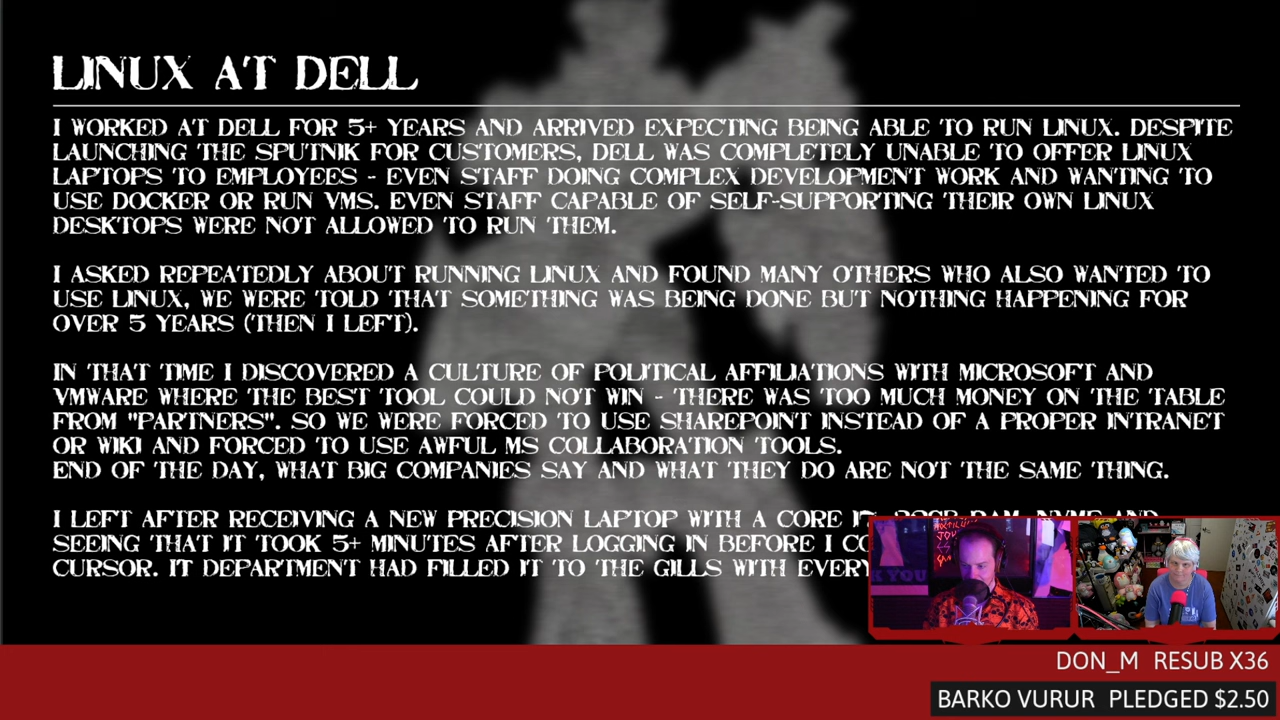 LINUX AT DELL
I WORKED AT DELL FOR 5+ YEARS AND ARRIVED EXPECTING BEING ABLE TO RUN LINUX. DESPITE
LAUNCHING THE SPUTNIK FOR CUSTOMERS, DELL WAS COMPLETELY UNABLE TO OFFER LINUX
LAPTOPS TO EMPLOYEES - EVEN STAFF DOING COMPLEX DEVELOPMENT WORK AND WANTING TO
USE DOCKER OR RUN VMS. EVEN STAFF CAPABLE OF SELF-SUPPORTING THEIR OWN LINUX
DESKTOPS WERE NOT ALLOWED TO RUN THEM.
I ASKED REPEATEDLY ABOUT RUNNING LINUX AND FOUND MANY OTHERS WHO ALSO WANTED TO
USE LINUX, WE WERE TOLD THAT SOMETHING WAS BEING DONE BUT NOTHING HAPPENING FOR
OVER 5 YEARS (THEN I LEFT).
IN THAT TIME I DISCOVERED A CULTURE OF POLITICAL AFFILIATIONS WITH MICROSOFT AND
VMWARE WHERE THE BEST TOOL COULD NOT WIN - THERE WAS TOO MUCH MONEY ON THE TABLE
FROM "PARTNERS". SO WE WERE FORCED TO USE SHAREPOINT INSTEAD OF A PROPER INTRANET
OR WIKI AND FORCED TO USE AWFUL MS COLLABORATION TOOLS.
END OF THE DAY, WHAT BIG COMPANIES SAY AND WHAT THEY DO ARE NOT THE SAME THING.
I LEFT AFTER RECEIVING A NEW PRECISION LAPTOP WITH A CORE
SEEING THAT IT TOOK 5+ MINUTES AFTER LOGGING IN BEFORE I
CURSOR. IT DEPARTMENT HAD FILLED IT TO THE GILLS WITH
DON_M RESUB X36
BARKO VURUR PLEDGED $2.50